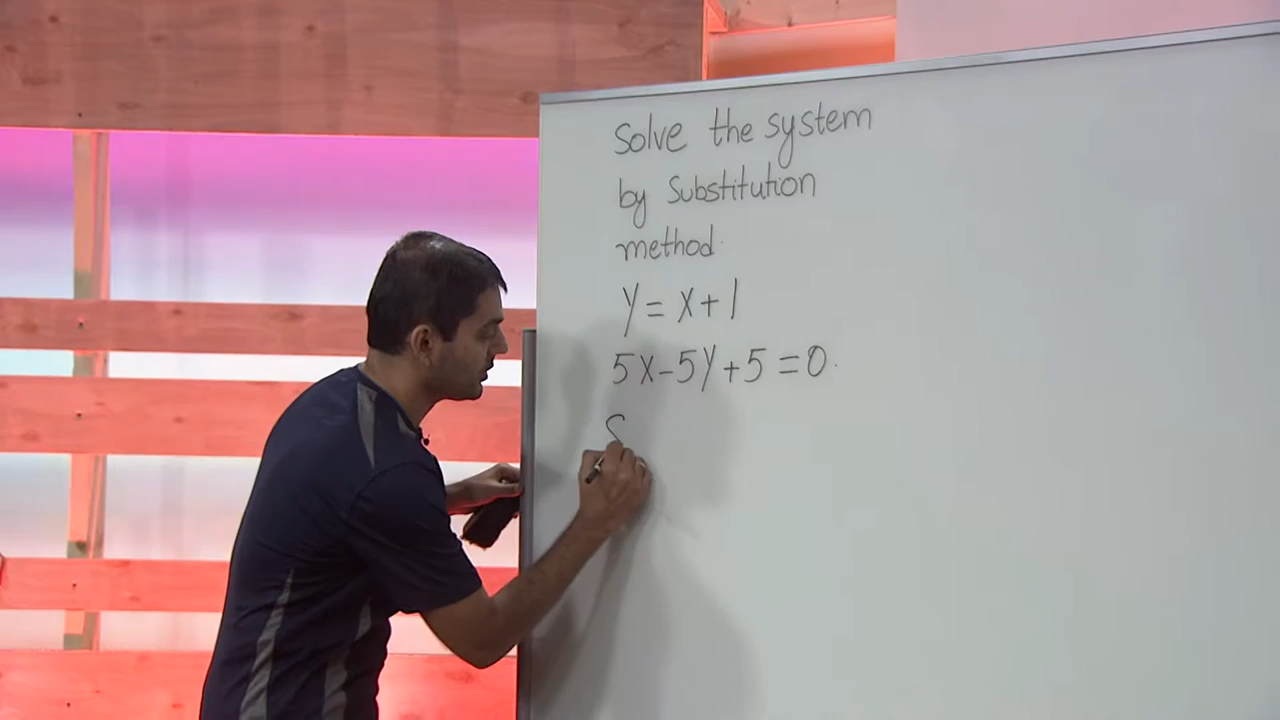 Solve the system
by Substitution
method.
y = x + 1
5x - 5y + 5 = 0.
S